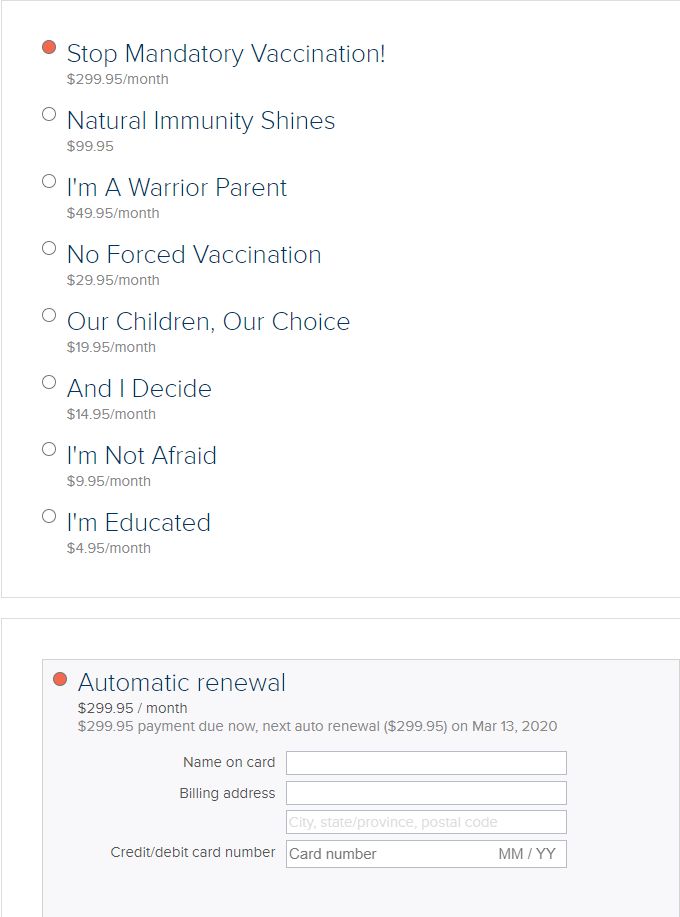 Stop Mandatory Vaccination!
$299.95/month
Natural Immunity Shines
$99.95
I'm A Warrior Parent
$49.95/month
No Forced Vaccination
$29.95/month
Our Children, Our Choice
$19.95/month
And I Decide
$14.95/month
I'm Not Afraid
$9.95/month
I'm Educated
$4.95/month
Automatic renewal
$299.95 / month
$299.95 payment due now, next auto renewal ($299.95) on Mar 13, 2020
Name on card
Billing address
City, state/province, postal code
Credit/debit card number Card number MM / YY